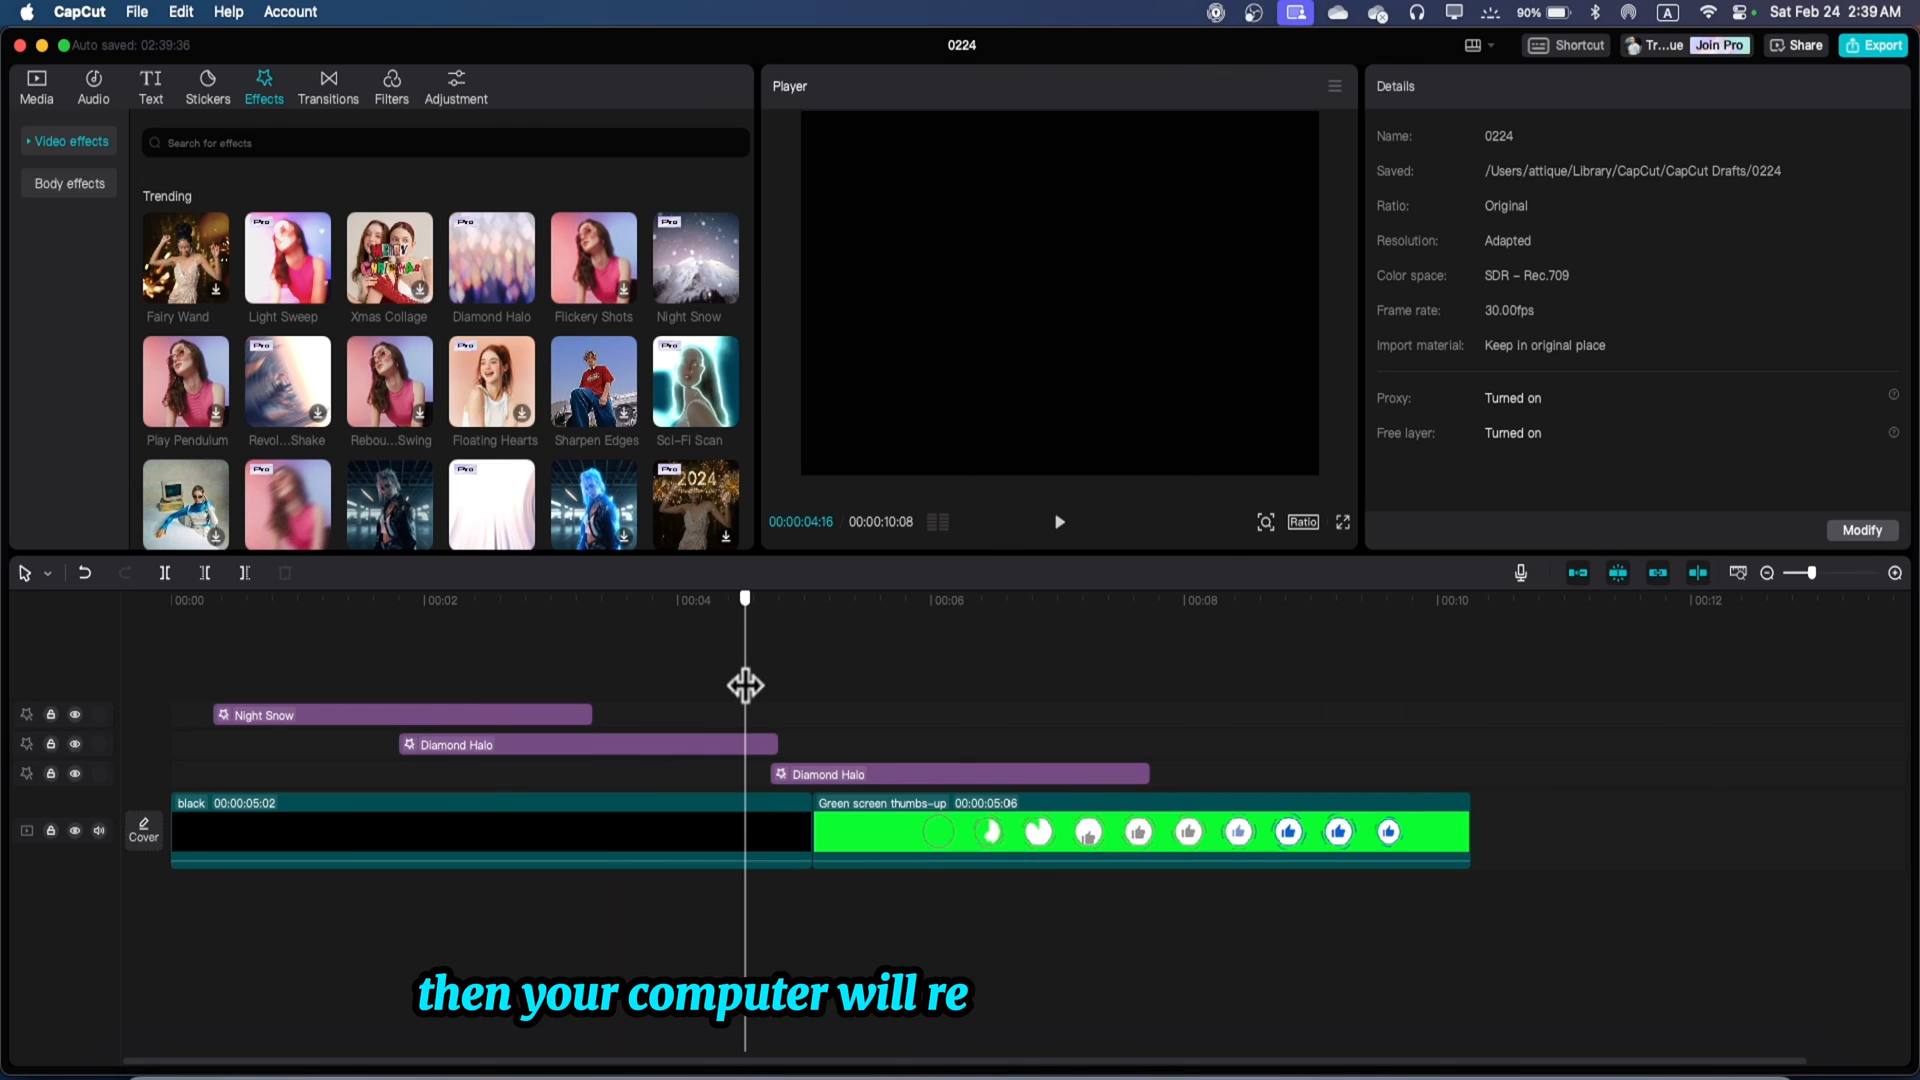 CapCut File Edit Help Account 90% A Sat Feb 24 2:39 AM
Auto saved: 02:39:36 0224 Shortcut Tr...ue Join Pro Share Export
Media Audio Text Stickers Effects Transitions Filters Adjustment
Player
Details
Video effects
Body effects
Search for effects
Trending
Pro Pro Pro
MERRY CHRISTMAS
Fairy Wand Light Sweep Xmas Collage Diamond Halo Flickery Shots Night Snow
Pro Pro Pro
Play Pendulum Revol...Shake Rebou...Swing Floating Hearts Sharpen Edges Sci-Fi Scan
Pro Pro Pro
2024
00:00:04:16 00:00:10:08 Ratio
Name: 0224
Saved: /Users/attique/Library/CapCut/CapCut Drafts/0224
Ratio: Original
Resolution: Adapted
Color space: SDR - Rec.709
Frame rate: 30.00fps
Import material: Keep in original place
Proxy: Turned on
Free layer: Turned on
Modify
00:00 00:02 00:04 00:06 00:08 00:10 00:12
Night Snow
Diamond Halo
Diamond Halo
Cover
black 00:00:05:02
Green screen thumbs-up 00:00:05:06
then your computer will re